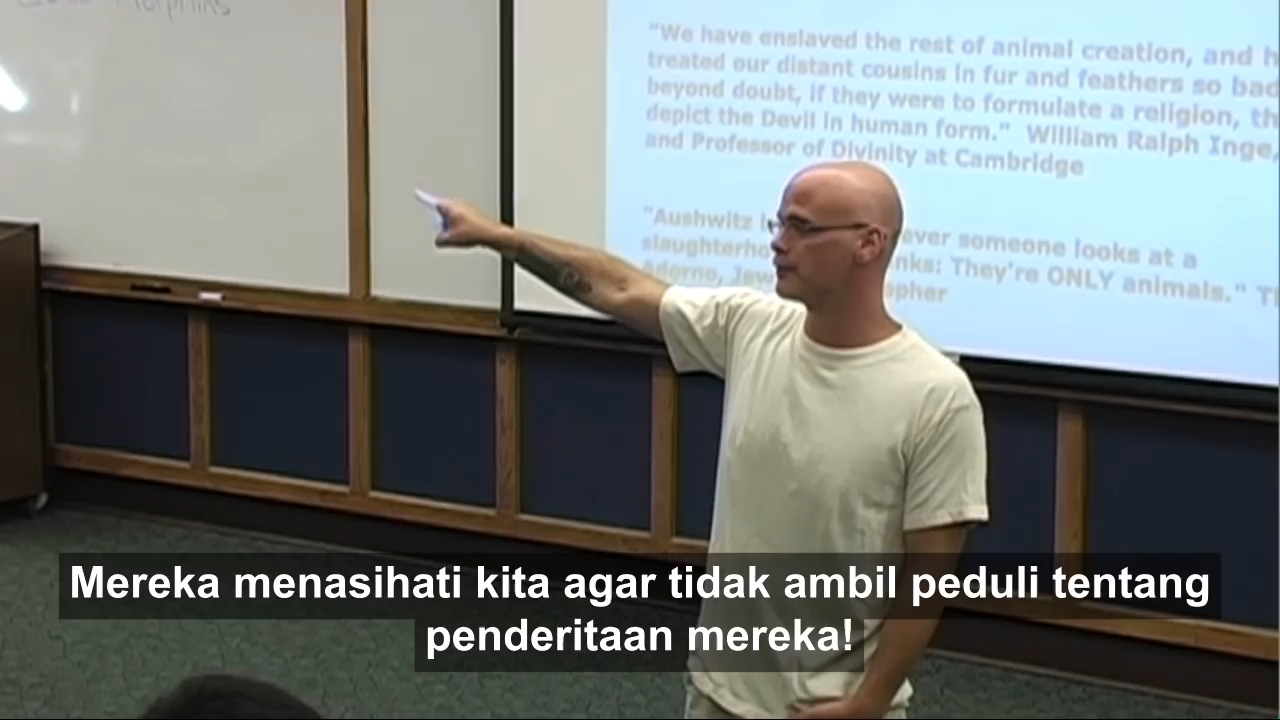 "We have enslaved the rest of animal creation, and h
treated our distant cousins in fur and feathers so bad
beyond doubt, if they were to formulate a religion, th
depict the Devil in human form." William Ralph Inge,
and Professor of Divinity at Cambridge
"Aushwitz ever someone looks at a
slaughterho nks: They're ONLY animals." T
Adorno, Jew opher
Mereka menasihati kita agar tidak ambil peduli tentang
penderitaan mereka!